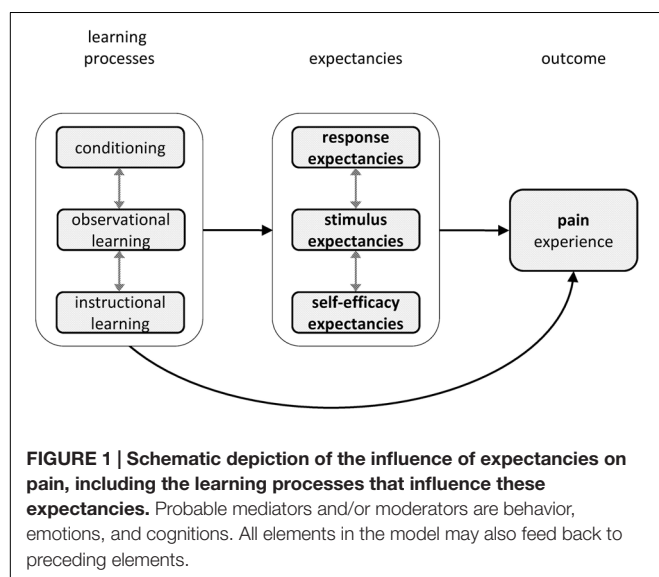 learning
processes
expectancies
outcome
conditioning
observational
learning
instructional
learning
response
expectancies
stimulus
expectancies
self-efficacy
expectancies
pain
experience
FIGURE 1 | Schematic depiction of the influence of expectancies on
pain, including the learning processes that influence these
expectancies. Probable mediators and/or moderators are behavior,
emotions, and cognitions. All elements in the model may also feed back to
preceding elements.